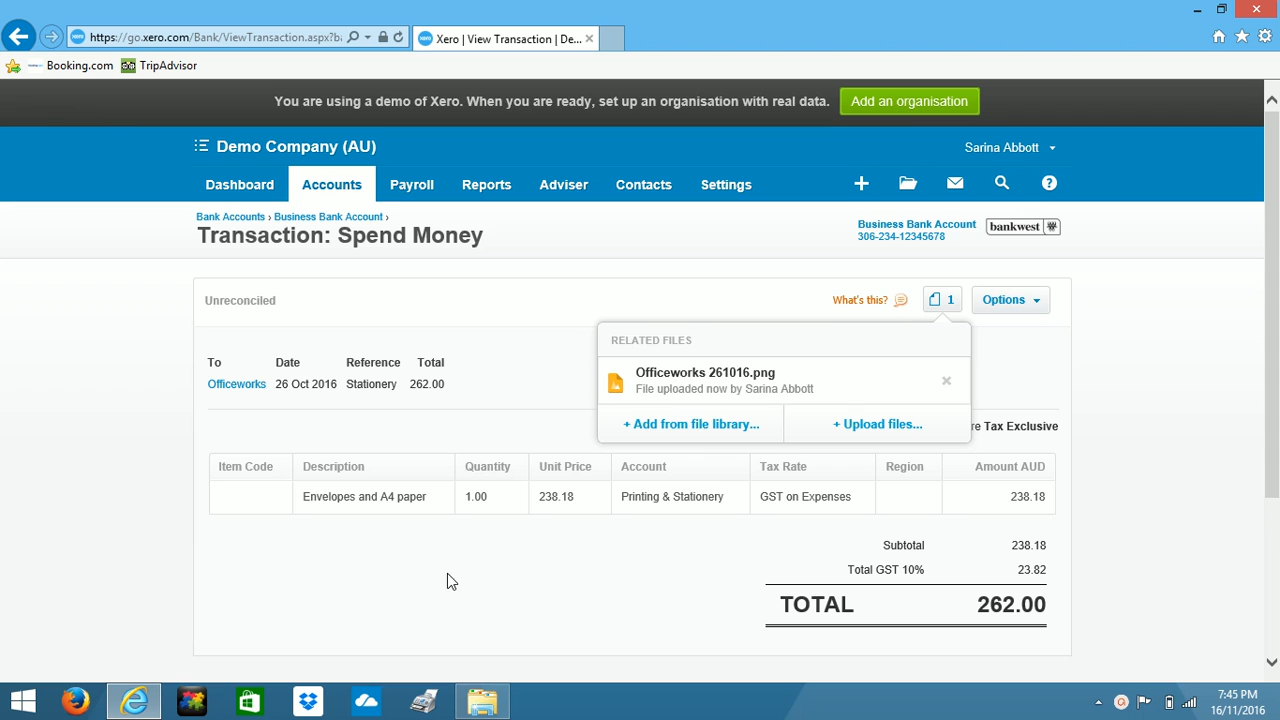 https://go.xero.com/Bank/ViewTransaction.aspx?ba
Xero | View Transaction | De...
Booking.com TripAdvisor
You are using a demo of Xero. When you are ready, set up an organisation with real data. Add an organisation
Demo Company (AU) Sarina Abbott
Dashboard Accounts Payroll Reports Adviser Contacts Settings
Bank Accounts › Business Bank Account ›
Transaction: Spend Money
Business Bank Account
306-234-12345678
bankwest
Unreconciled What's this? 1 Options
RELATED FILES
Officeworks 261016.png
File uploaded now by Sarina Abbott
+ Add from file library... + Upload files...
To Date Reference Total
Officeworks 26 Oct 2016 Stationery 262.00
re Tax Exclusive
Item Code Description Quantity Unit Price Account Tax Rate Region Amount AUD
Envelopes and A4 paper 1.00 238.18 Printing & Stationery GST on Expenses 238.18
Subtotal 238.18
Total GST 10% 23.82
TOTAL 262.00
7:45 PM
16/11/2016